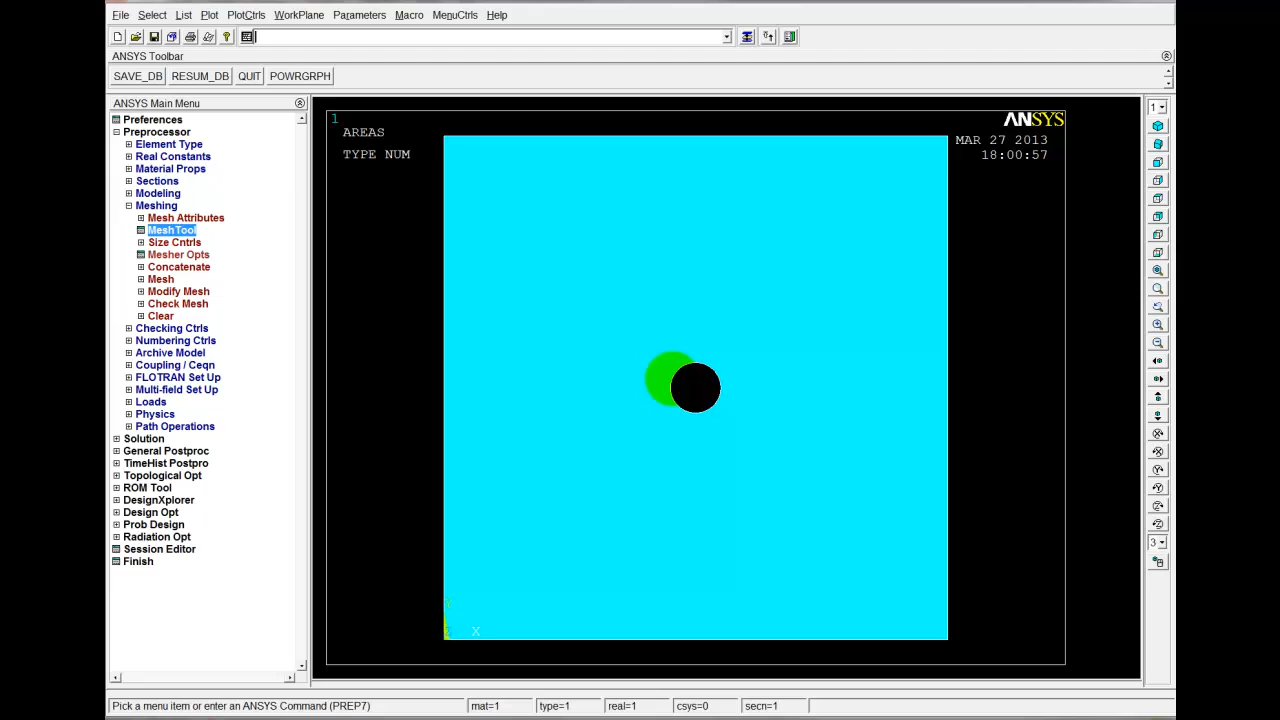 File Select List Plot PlotCtrls WorkPlane Parameters Macro MenuCtrls Help
ANSYS Toolbar
SAVE_DB RESUM_DB QUIT POWRGRPH
ANSYS Main Menu
Preferences
Preprocessor
Element Type
Real Constants
Material Props
Sections
Modeling
Meshing
Mesh Attributes
MeshTool
Size Cntrls
Mesher Opts
Concatenate
Mesh
Modify Mesh
Check Mesh
Clear
Checking Ctrls
Numbering Ctrls
Archive Model
Coupling / Ceqn
FLOTRAN Set Up
Multi-field Set Up
Loads
Physics
Path Operations
Solution
General Postproc
TimeHist Postpro
Topological Opt
ROM Tool
DesignXplorer
Design Opt
Prob Design
Radiation Opt
Session Editor
Finish
1
AREAS
TYPE NUM
ANSYS
MAR 27 2013
18:00:57
Y
Z X
1
3
Pick a menu item or enter an ANSYS Command (PREP7) mat=1 type=1 real=1 csys=0 secn=1